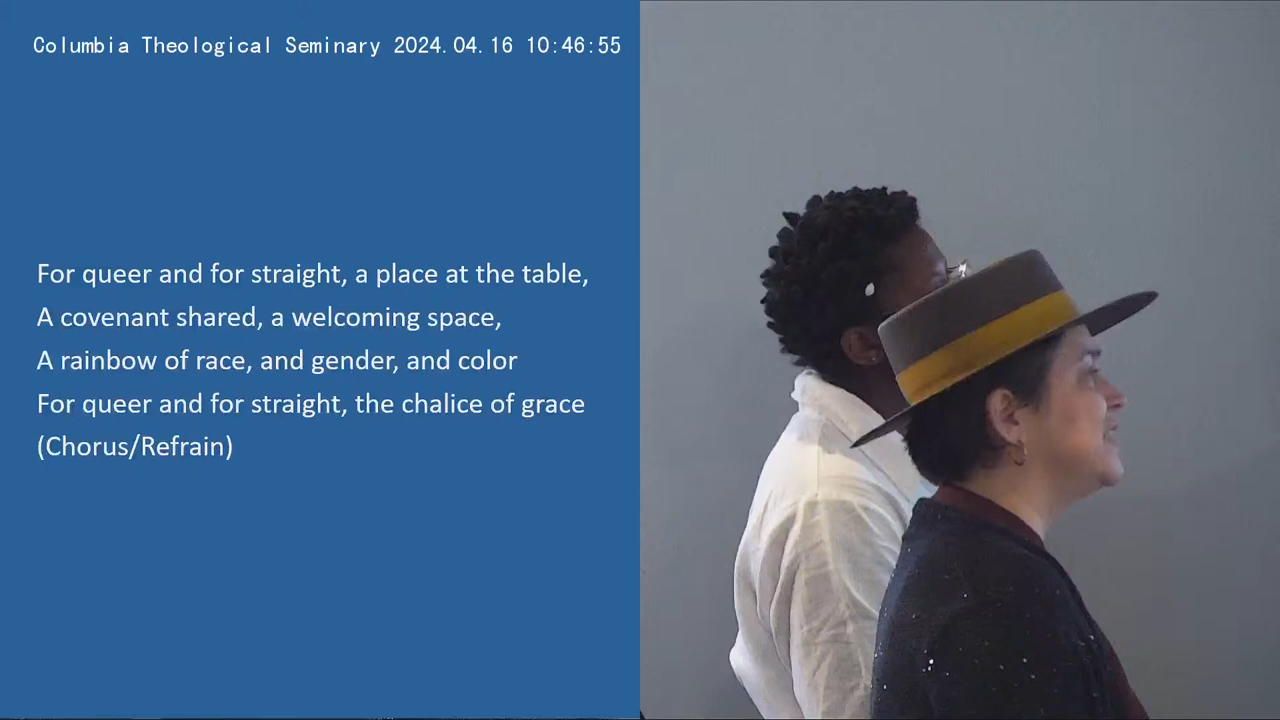 Columbia Theological Seminary 2024.04.16 10:46:55
For queer and for straight, a place at the table,
A covenant shared, a welcoming space,
A rainbow of race, and gender, and color
For queer and for straight, the chalice of grace
(Chorus/Refrain)